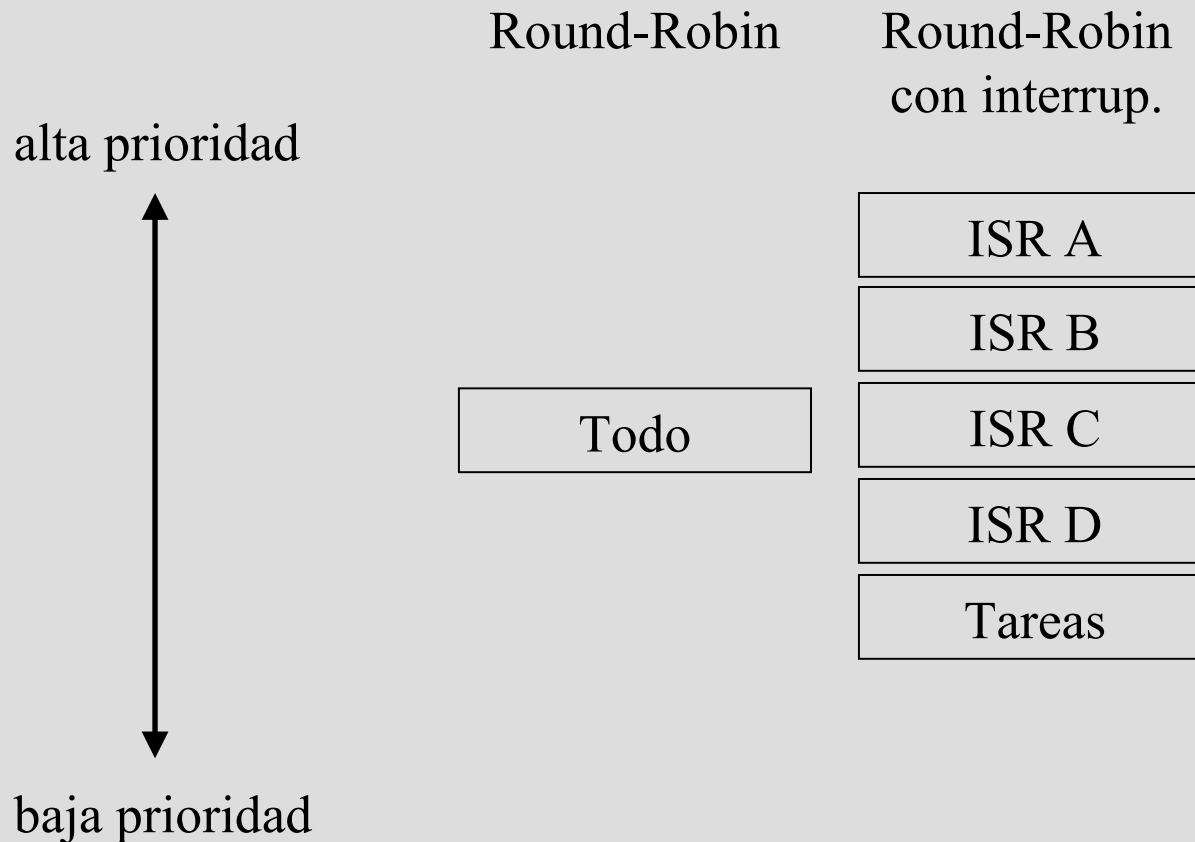 Round-Robin
Round-Robin
con interrup.
alta prioridad
ISR A
ISR B
Todo
ISR C
ISR D
Tareas
baja prioridad